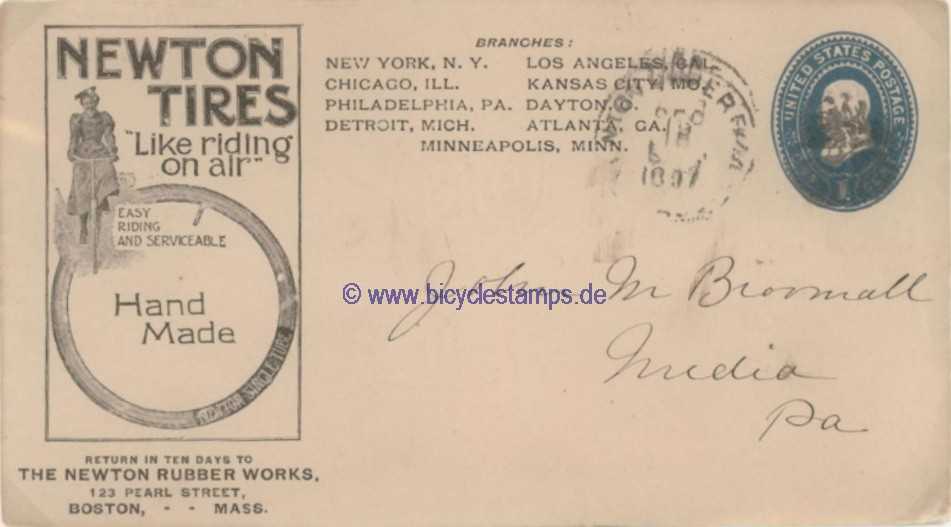 NEWTON
TIRES
"Like riding
on air"
EASY
RIDING
AND SERVICEABLE
Hand
Made
NEWTON SINGLE-TUBE
RETURN IN TEN DAYS TO
THE NEWTON RUBBER WORKS,
123 PEARL STREET,
BOSTON, - - MASS.
BRANCHES:
NEW YORK, N. Y. LOS ANGELES, CAL.
CHICAGO, ILL. KANSAS CITY, MO.
PHILADELPHIA, PA. DAYTON, O.
DETROIT, MICH. ATLANTA, GA.
MINNEAPOLIS, MINN.
1897
UNITED STATES POSTAGE
John M Broomall
Media
Pa
© www.bicyclestamps.de